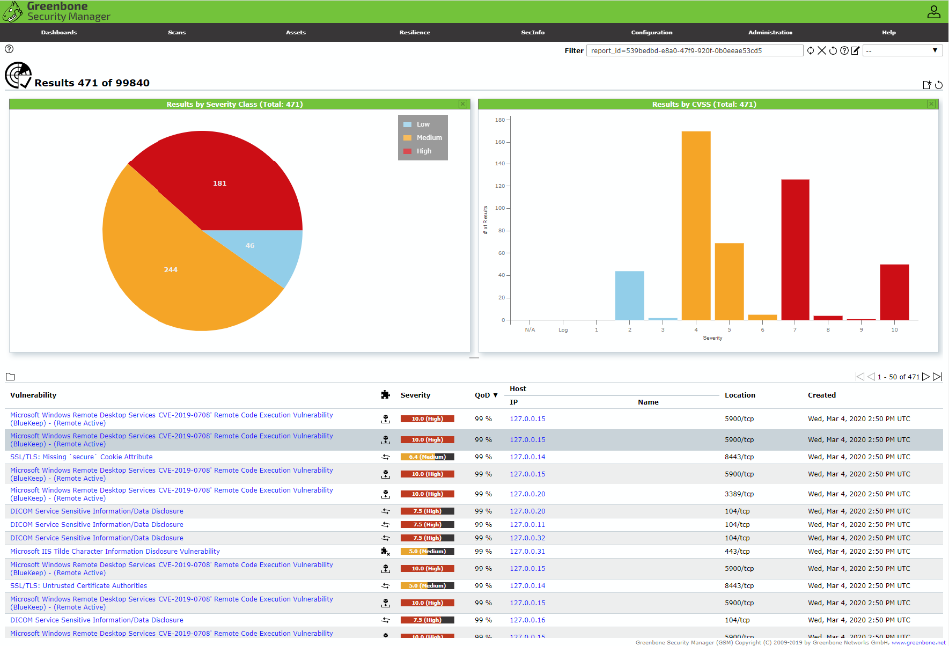 Greenbone
Security Manager
Dashboards Scans Assets Resilience SecInfo Configuration Administration Help
Filter report_id=539bedbd-e8a0-47f9-920f-0b0eeae53cd5 --
Results 471 of 99840
Results by Severity Class (Total: 471)
Low
Medium
High
181
46
244
Results by CVSS (Total: 471)
180
160
140
120
100
80
60
40
20
0
# of Results
N/A Log 1 2 3 4 5 6 7 8 9 10
Severity
1 - 50 of 471
Vulnerability Severity QoD ▼ Host Location Created
IP Name
Microsoft Windows Remote Desktop Services CVE-2019-0708' Remote Code Execution Vulnerability
(BlueKeep) - (Remote Active) 10.0 (High) 99 % 127.0.0.15 5900/tcp Wed, Mar 4, 2020 2:50 PM UTC
Microsoft Windows Remote Desktop Services CVE-2019-0708' Remote Code Execution Vulnerability
(BlueKeep) - (Remote Active) 10.0 (High) 99 % 127.0.0.15 5900/tcp Wed, Mar 4, 2020 2:50 PM UTC
SSL/TLS: Missing `secure` Cookie Attribute 6.4 (Medium) 99 % 127.0.0.14 8443/tcp Wed, Mar 4, 2020 2:50 PM UTC
Microsoft Windows Remote Desktop Services CVE-2019-0708' Remote Code Execution Vulnerability
(BlueKeep) - (Remote Active) 10.0 (High) 99 % 127.0.0.15 5900/tcp Wed, Mar 4, 2020 2:50 PM UTC
Microsoft Windows Remote Desktop Services CVE-2019-0708' Remote Code Execution Vulnerability
(BlueKeep) - (Remote Active) 10.0 (High) 99 % 127.0.0.20 3389/tcp Wed, Mar 4, 2020 2:50 PM UTC
DICOM Service Sensitive Information/Data Disclosure 7.5 (High) 99 % 127.0.0.20 104/tcp Wed, Mar 4, 2020 2:50 PM UTC
DICOM Service Sensitive Information/Data Disclosure 7.5 (High) 99 % 127.0.0.11 104/tcp Wed, Mar 4, 2020 2:50 PM UTC
DICOM Service Sensitive Information/Data Disclosure 7.5 (High) 99 % 127.0.0.32 104/tcp Wed, Mar 4, 2020 2:50 PM UTC
Microsoft IIS Tilde Character Information Disclosure Vulnerability 5.0 (Medium) 99 % 127.0.0.31 443/tcp Wed, Mar 4, 2020 2:50 PM UTC
Microsoft Windows Remote Desktop Services CVE-2019-0708' Remote Code Execution Vulnerability
(BlueKeep) - (Remote Active) 10.0 (High) 99 % 127.0.0.15 5900/tcp Wed, Mar 4, 2020 2:50 PM UTC
SSL/TLS: Untrusted Certificate Authorities 5.0 (Medium) 99 % 127.0.0.14 8443/tcp Wed, Mar 4, 2020 2:50 PM UTC
Microsoft Windows Remote Desktop Services CVE-2019-0708' Remote Code Execution Vulnerability
(BlueKeep) - (Remote Active) 10.0 (High) 99 % 127.0.0.15 5900/tcp Wed, Mar 4, 2020 2:50 PM UTC
DICOM Service Sensitive Information/Data Disclosure 7.5 (High) 99 % 127.0.0.16 104/tcp Wed, Mar 4, 2020 2:50 PM UTC
Microsoft Windows Remote Desktop Services CVE-2019-0708' Remote Code Execution Vulnerability 10.0 (High) 99 % 127.0.0.15 5900/tcp Wed, Mar 4, 2020 2:50 PM UTC
Greenbone Security Manager (GSM) Copyright (C) 2009-2019 by Greenbone Networks GmbH, www.greenbone.net